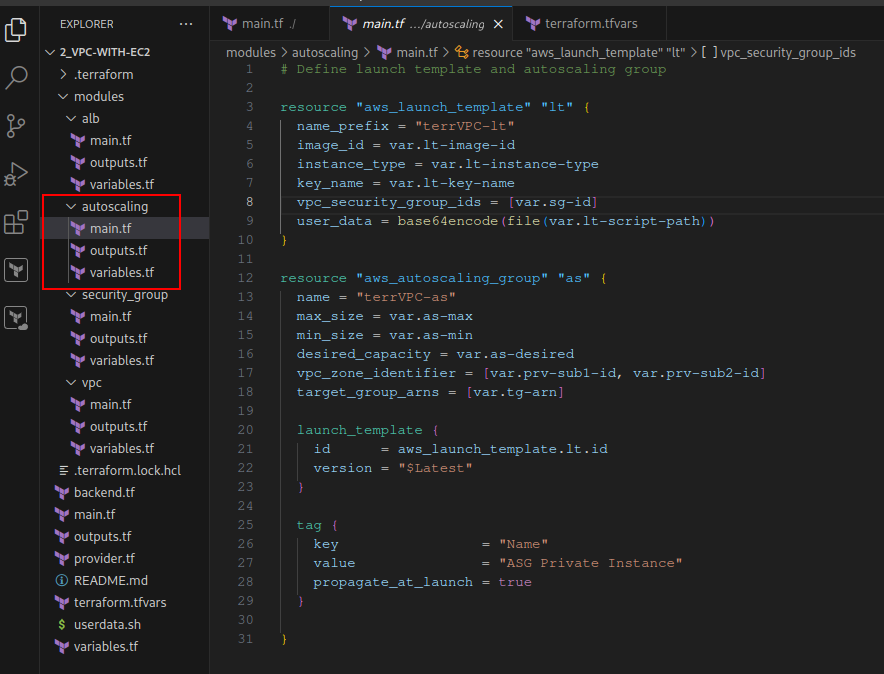 EXPLORER ...
2_VPC-WITH-EC2
.terraform
modules
alb
main.tf
outputs.tf
variables.tf
autoscaling
main.tf
outputs.tf
variables.tf
security_group
main.tf
outputs.tf
variables.tf
vpc
main.tf
outputs.tf
variables.tf
.terraform.lock.hcl
backend.tf
main.tf
outputs.tf
provider.tf
README.md
terraform.tfvars
$ userdata.sh
variables.tf
main.tf ./ main.tf .../autoscaling × terraform.tfvars
modules > autoscaling > main.tf > resource "aws_launch_template" "lt" > [ ] vpc_security_group_ids
1 # Define launch template and autoscaling group
2
3 resource "aws_launch_template" "lt" {
4 name_prefix = "terrVPC-lt"
5 image_id = var.lt-image-id
6 instance_type = var.lt-instance-type
7 key_name = var.lt-key-name
8 vpc_security_group_ids = [var.sg-id]
9 user_data = base64encode(file(var.lt-script-path))
10 }
11
12 resource "aws_autoscaling_group" "as" {
13 name = "terrVPC-as"
14 max_size = var.as-max
15 min_size = var.as-min
16 desired_capacity = var.as-desired
17 vpc_zone_identifier = [var.prv-sub1-id, var.prv-sub2-id]
18 target_group_arns = [var.tg-arn]
19
20 launch_template {
21 id = aws_launch_template.lt.id
22 version = "$Latest"
23 }
24
25 tag {
26 key = "Name"
27 value = "ASG Private Instance"
28 propagate_at_launch = true
29 }
30
31 }